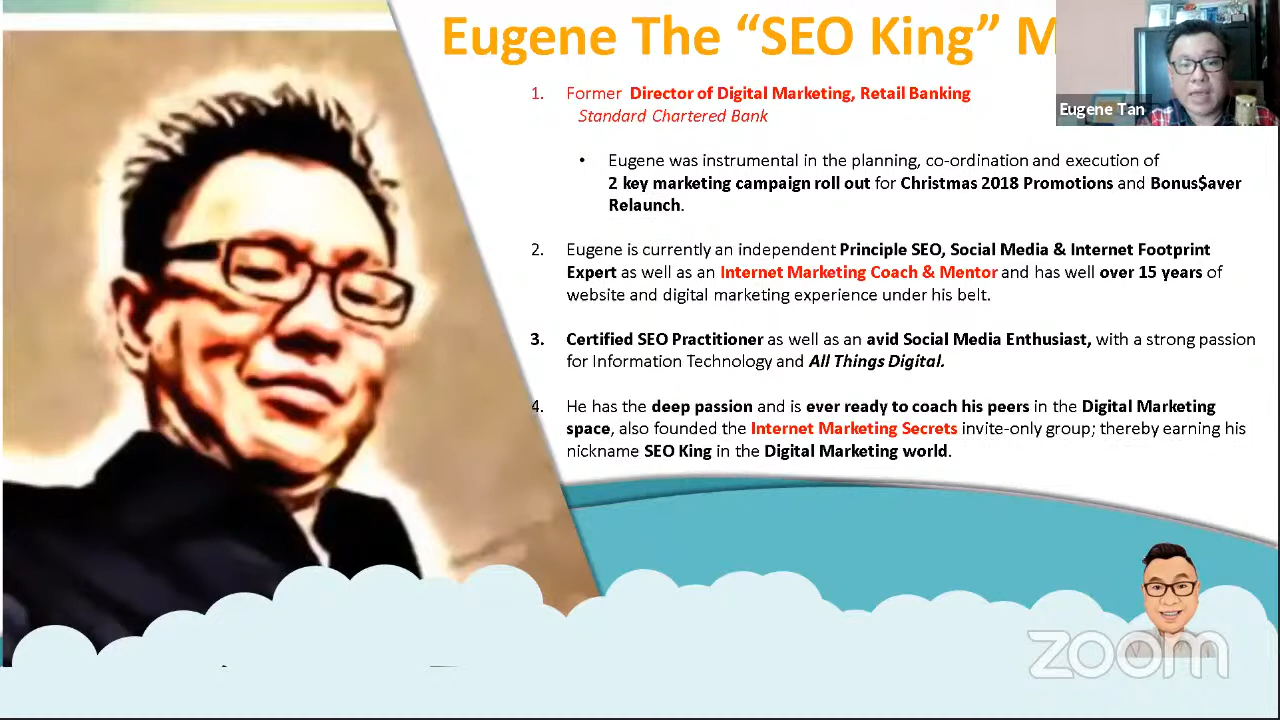 Eugene The “SEO King” M
Eugene Tan
1. Former Director of Digital Marketing, Retail Banking
Standard Chartered Bank
• Eugene was instrumental in the planning, co-ordination and execution of
2 key marketing campaign roll out for Christmas 2018 Promotions and Bonus$aver
Relaunch.
2. Eugene is currently an independent Principle SEO, Social Media & Internet Footprint
Expert as well as an Internet Marketing Coach & Mentor and has well over 15 years of
website and digital marketing experience under his belt.
3. Certified SEO Practitioner as well as an avid Social Media Enthusiast, with a strong passion
for Information Technology and All Things Digital.
4. He has the deep passion and is ever ready to coach his peers in the Digital Marketing
space, also founded the Internet Marketing Secrets invite-only group; thereby earning his
nickname SEO King in the Digital Marketing world.
zoom